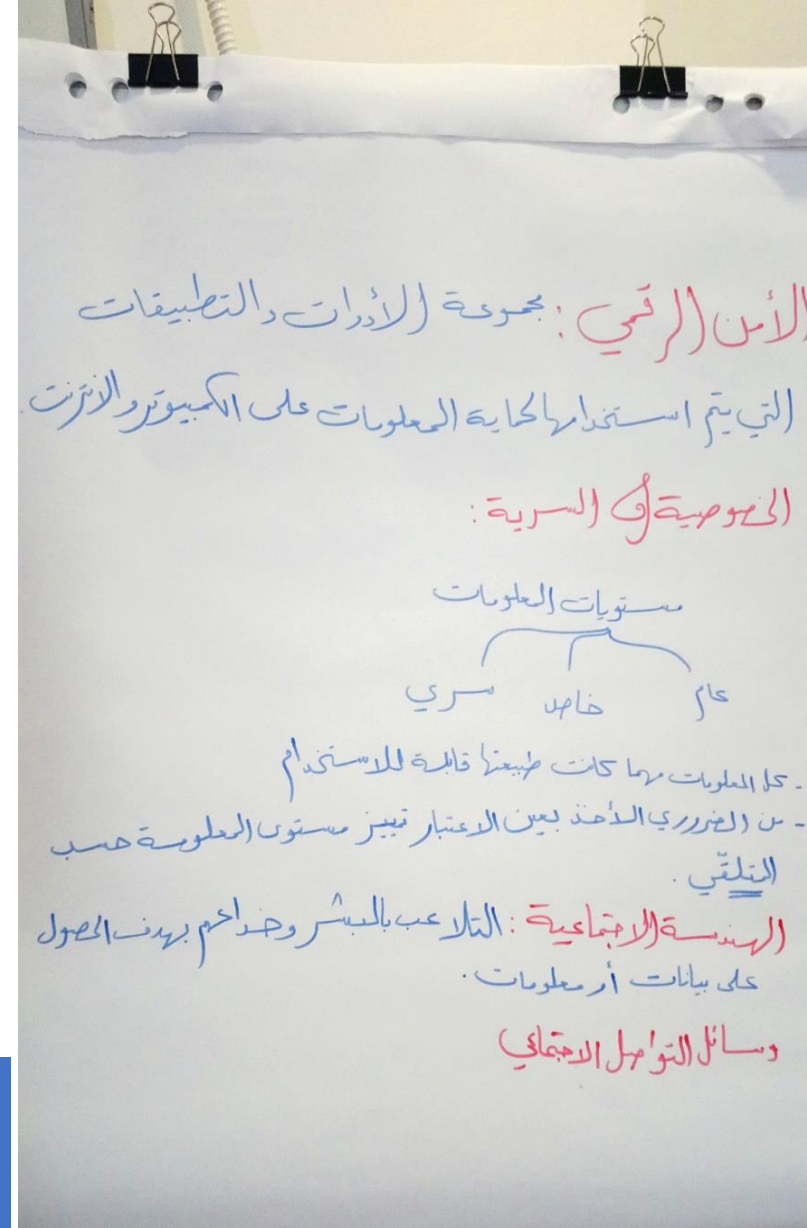 الأمن الرقمي: مجموعة الأدوات والتطبيقات
التي يتم استخدامها لحماية المعلومات على الكمبيوتر والانترنت.
الخصوصية و السرية:
مستويات المعلومات
عام خاص سري
- كل المعلومات مهما كانت طبيعتها قابلة للاستخدام
- من الضروري الأخذ بعين الاعتبار تمييز مستوى المعلومة حسب
المتلقّي.
الهندسة الاجتماعية: التلاعب بالبشر وخداعهم بهدف الحصول
على بيانات أو معلومات.
وسائل التواصل الاجتماعي